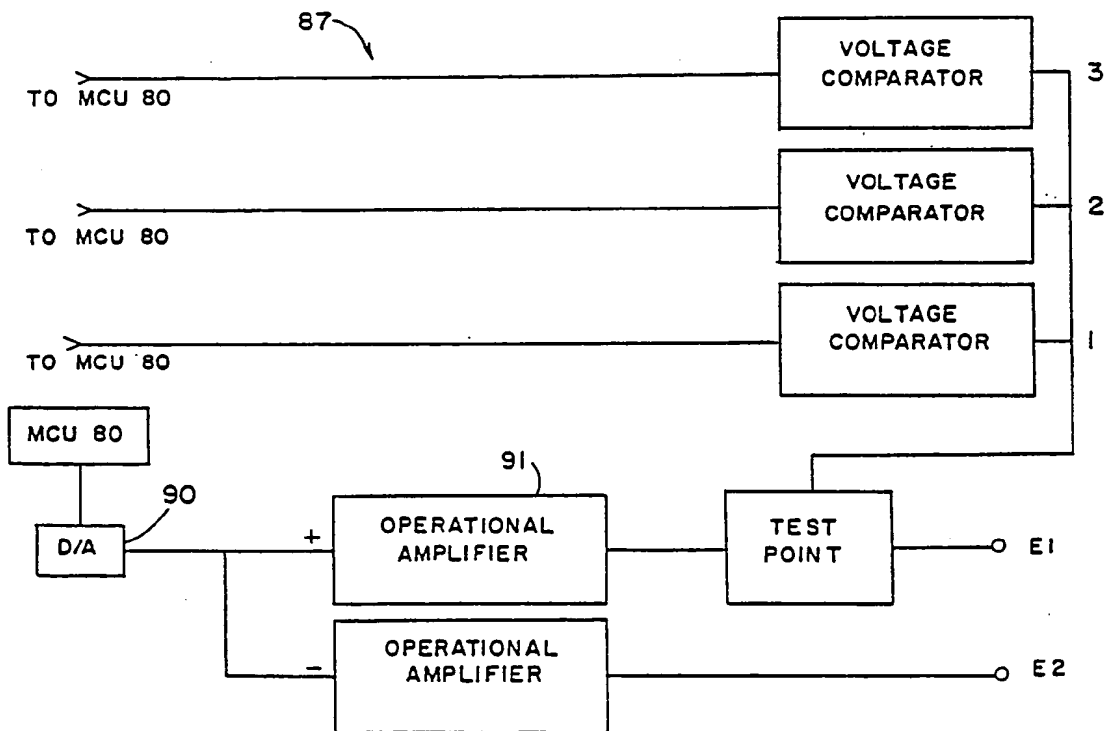 87
VOLTAGE
COMPARATOR
3
TO MCU 80
VOLTAGE
COMPARATOR
2
TO MCU 80
VOLTAGE
COMPARATOR
1
TO MCU 80
MCU 80
90
D/A
91
+
OPERATIONAL
AMPLIFIER
TEST
POINT
E1
−
OPERATIONAL
AMPLIFIER
E2